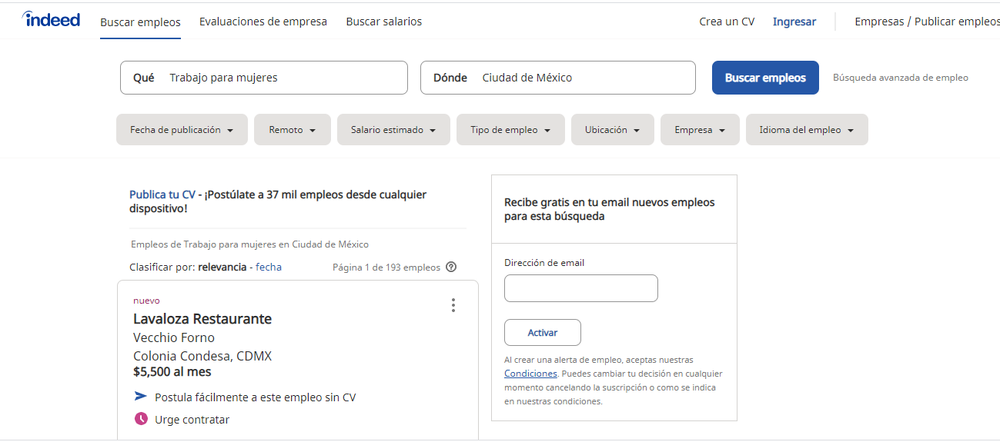 indeed
Buscar empleos
Evaluaciones de empresa
Buscar salarios
Crea un CV
Ingresar
Empresas / Publicar empleos
Qué Trabajo para mujeres
Dónde Ciudad de México
Buscar empleos
Búsqueda avanzada de empleo
Fecha de publicación
Remoto
Salario estimado
Tipo de empleo
Ubicación
Empresa
Idioma del empleo
Publica tu CV - ¡Postúlate a 37 mil empleos desde cualquier
dispositivo!
Empleos de Trabajo para mujeres en Ciudad de México
Clasificar por: relevancia - fecha
Página 1 de 193 empleos ?
nuevo
Lavaloza Restaurante
Vecchio Forno
Colonia Condesa, CDMX
$5,500 al mes
Postula fácilmente a este empleo sin CV
Urge contratar
Recibe gratis en tu email nuevos empleos
para esta búsqueda
Dirección de email
Activar
Al crear una alerta de empleo, aceptas nuestras
Condiciones. Puedes cambiar tu decisión en cualquier
momento cancelando la suscripción o como se indica
en nuestras condiciones.